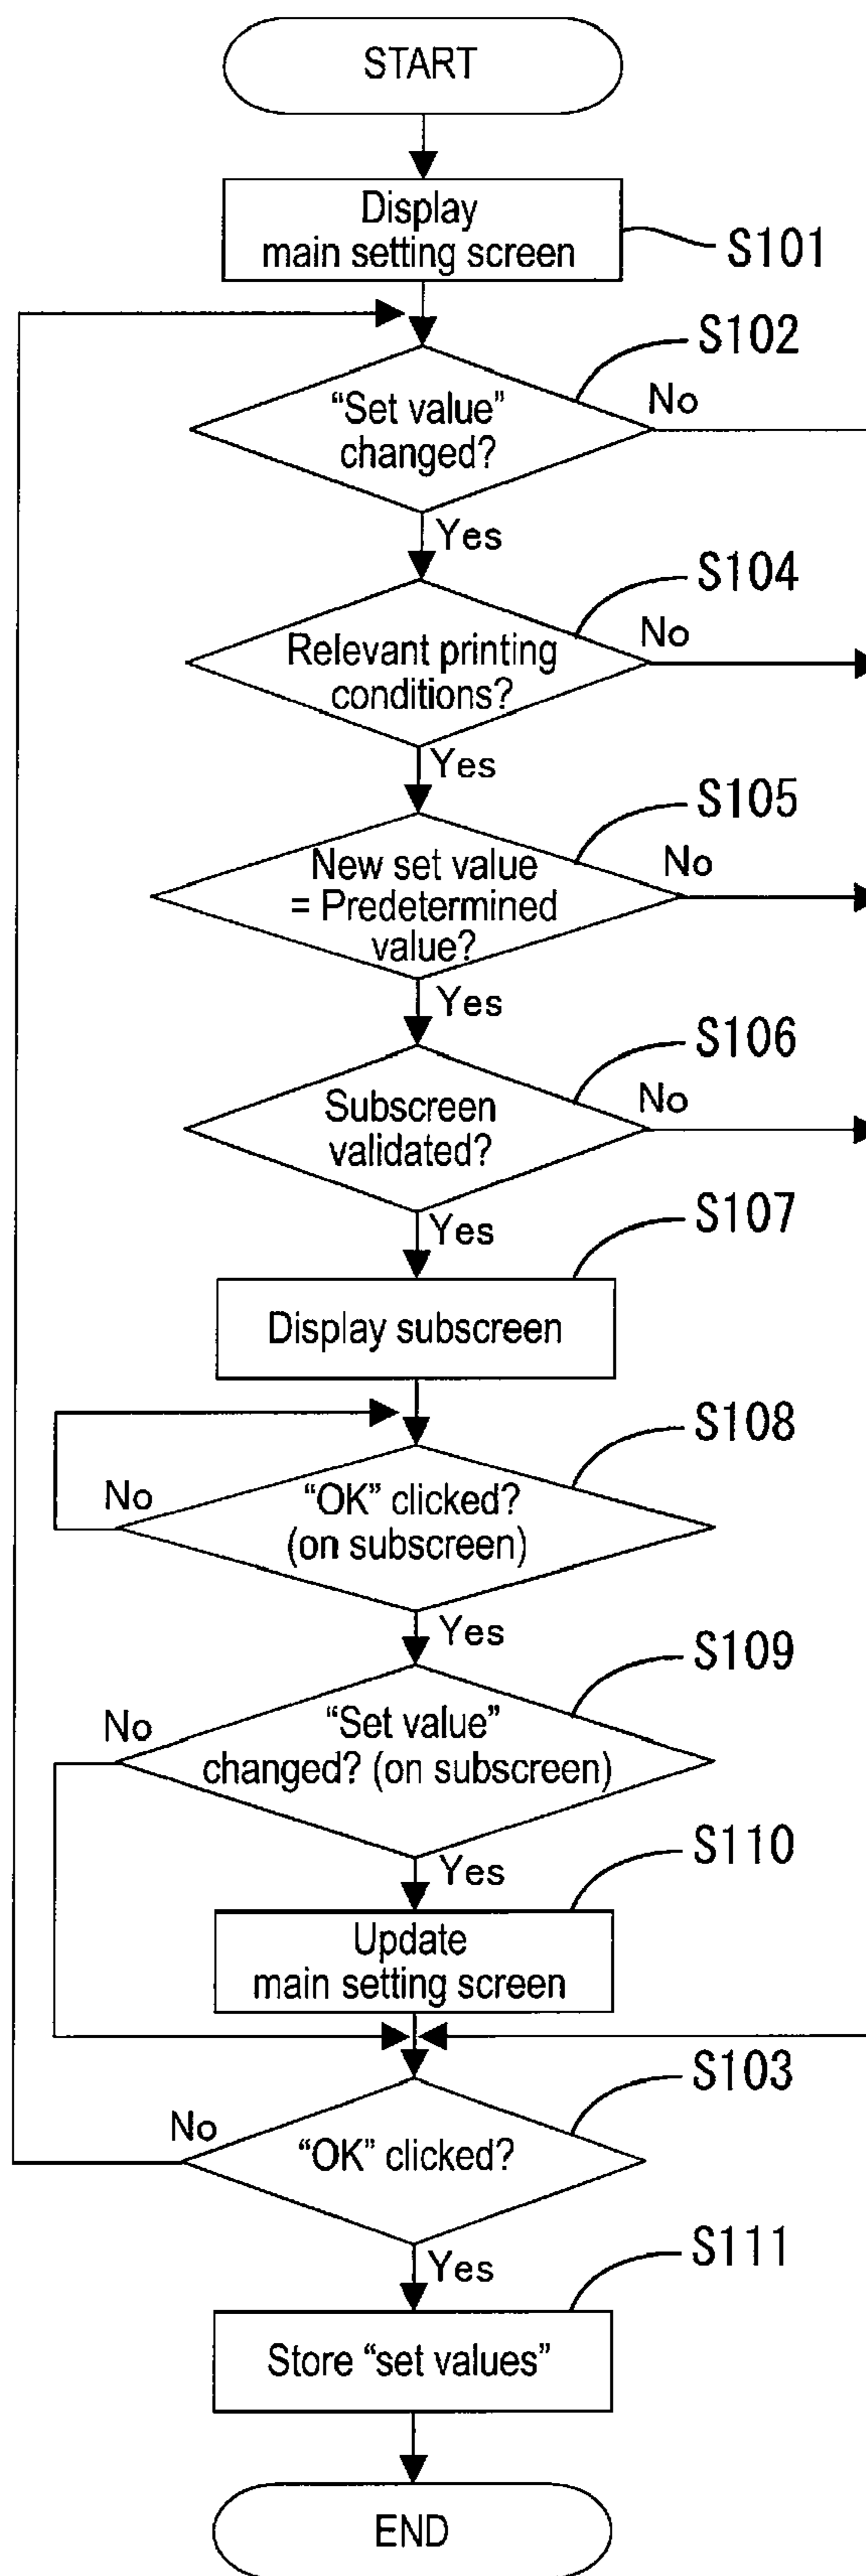 START
Display
main setting screen
S101
S102
“Set value”
changed?
No
Yes
S104
Relevant printing
conditions?
No
Yes
S105
New set value
= Predetermined
value?
No
Yes
S106
Subscreen
validated?
No
Yes
S107
Display subscreen
S108
“OK” clicked?
(on subscreen)
No
Yes
S109
“Set value”
changed? (on subscreen)
No
Yes
S110
Update
main setting screen
S103
“OK” clicked?
No
Yes
S111
Store “set values”
END